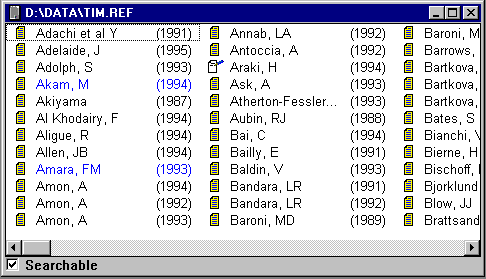 D:\DATA\TIM.REF
Adachi et al Y (1991)
Adelaide, J (1995)
Adolph, S (1993)
Akam, M (1994)
Akiyama (1987)
Al Khodairy, F (1994)
Aligue, R (1994)
Allen, JB (1994)
Amara, FM (1993)
Amon, A (1994)
Amon, A (1992)
Amon, A (1993)
Annab, LA (1992)
Antoccia, A (1992)
Araki, H (1994)
Ask, A (1993)
Atherton-Fessler... (1993)
Aubin, RJ (1988)
Bai, C (1994)
Bailly, E (1991)
Baldin, V (1993)
Bandara, LR (1991)
Bandara, LR (1992)
Baroni, MD (1989)
Baroni, M
Barrows,
Bartkova,
Bartkova,
Bartkova,
Bates, S
Bianchi,
Bierne, H
Bischoff,
Bjorklund
Blow, JJ
Brattsand
Searchable